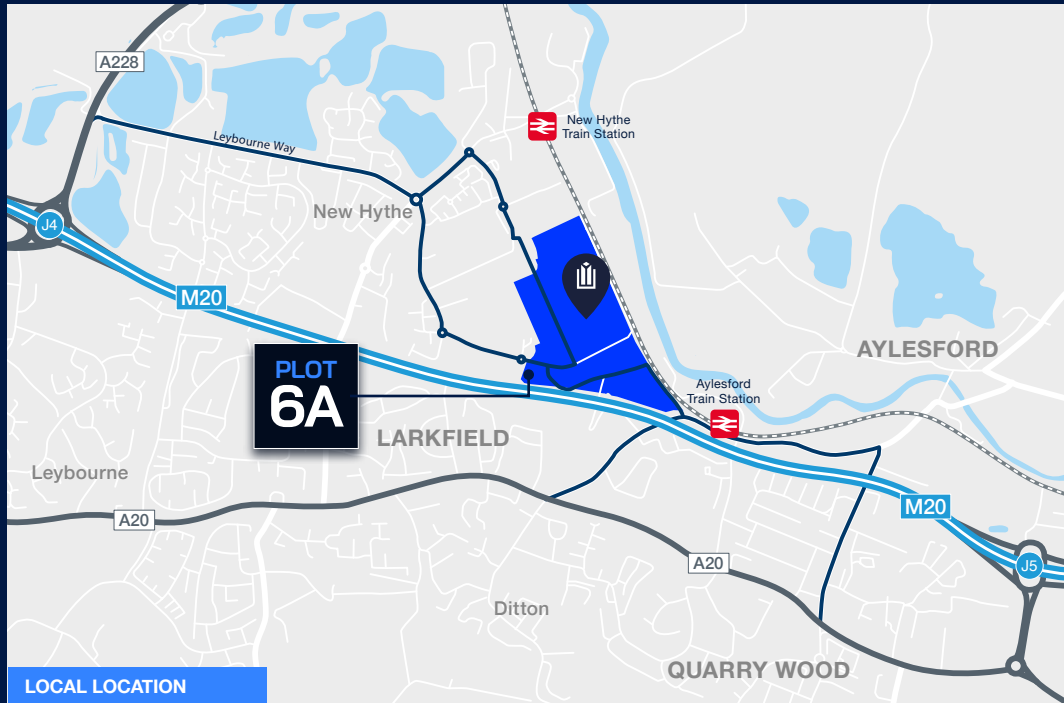 A228
New Hythe
Train Station
Leybourne Way
New Hythe
J4
M20
AYLESFORD
PLOT
6A
Aylesford
Train Station
LARKFIELD
Leybourne
M20
A20
A20
J5
Ditton
QUARRY WOOD
LOCAL LOCATION